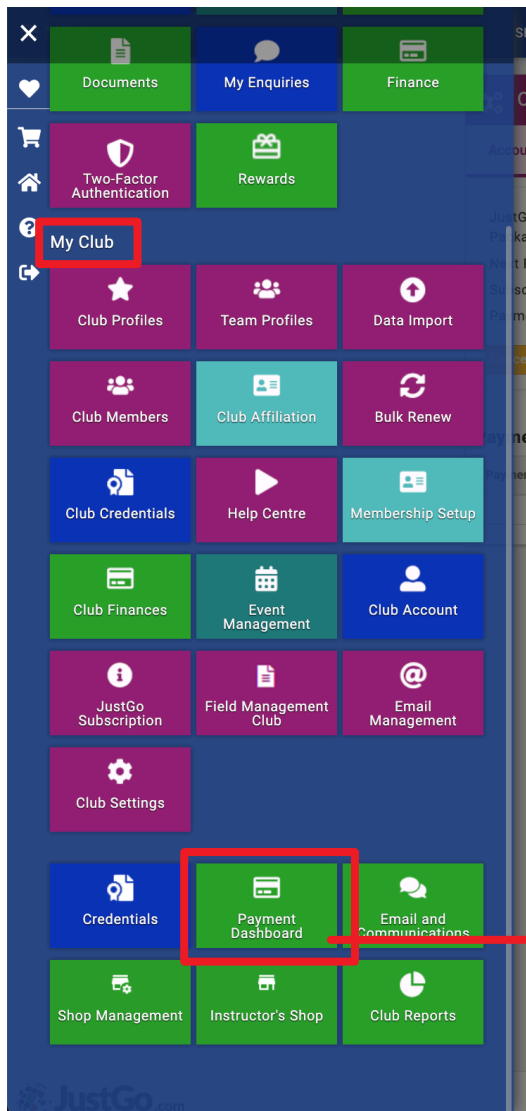 Documents
My Enquiries
Finance
Two-Factor
Authentication
Rewards
My Club
Club Profiles
Team Profiles
Data Import
Club Members
Club Affiliation
Bulk Renew
Club Credentials
Help Centre
Membership Setup
Club Finances
Event
Management
Club Account
JustGo
Subscription
Field Management
Club
Email
Management
Club Settings
Credentials
Payment
Dashboard
Email and
Communications
Shop Management
Instructor's Shop
Club Reports
JustGo.com